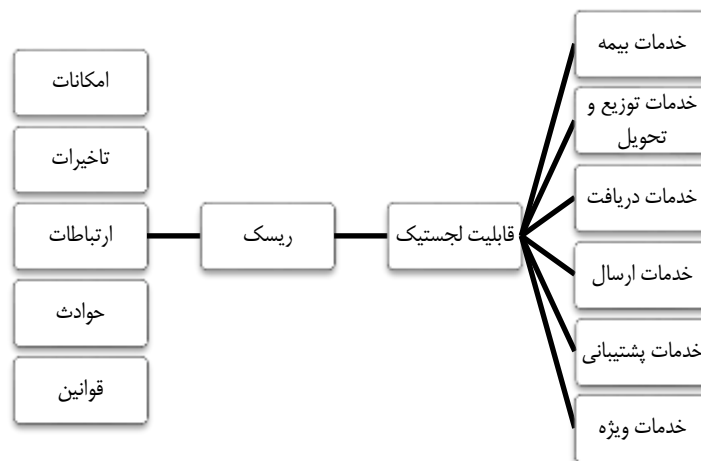 خدمات بیمه
خدمات توزیع و
تحویل
خدمات دریافت
خدمات ارسال
خدمات پشتیبانی
خدمات ویژه
قابلیت لجستیک
ریسک
امکانات
تاخیرات
ارتباطات
حوادث
قوانین